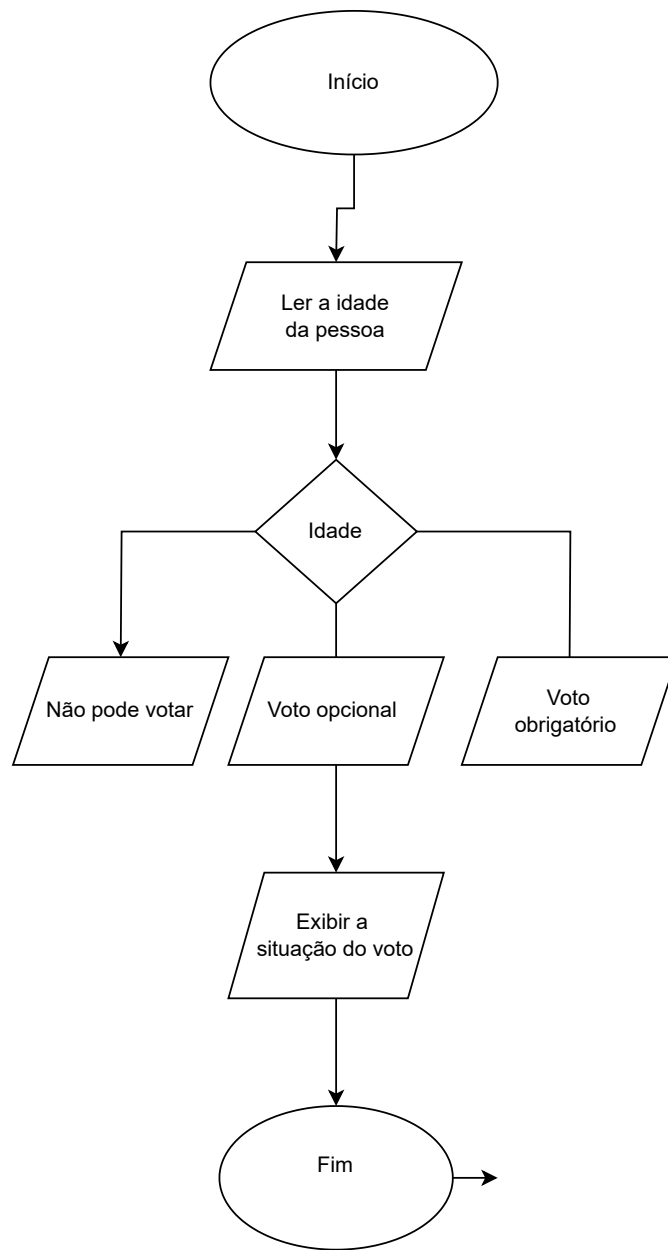 Início
Ler a idade
da pessoa
Idade
Não pode votar
Voto opcional
Voto
obrigatório
Exibir a
situação do voto
Fim